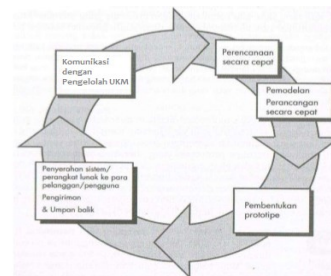 Komunikasi
dengan
Pengelolah UKM
Perencanaan
secara cepat
Pemodelan
Perancangan
secara cepat
Pembentukan
prototipe
Penyerahan sistem/
perangkat lunak ke para
pelanggan/pengguna
Pengiriman
& Umpan balik